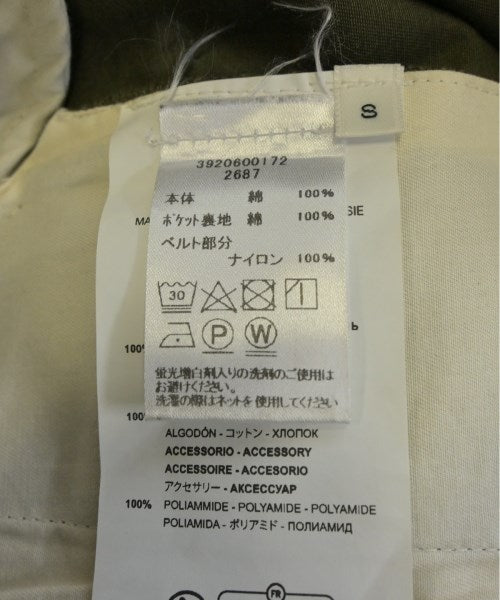 S
3920600172
2687
本体 綿 100%
ポケット裏地 綿 100%
ベルト部分
ナイロン 100%
MA
SIE
30
P W
蛍光増白剤入りの洗剤のご使用は
お避けください。
洗濯の際はネットを使用してください
100%
100%
ALGODÓN - コットン - ХЛОПОК
ACCESSORIO - ACCESSORY
ACCESSOIRE - ACCESORIO
アクセサリー - АКСЕССУАР
100% POLIAMMIDE - POLYAMIDE - POLYAMIDE
POLIAMIDA - ポリアミド - ПОЛИАМИД
FR